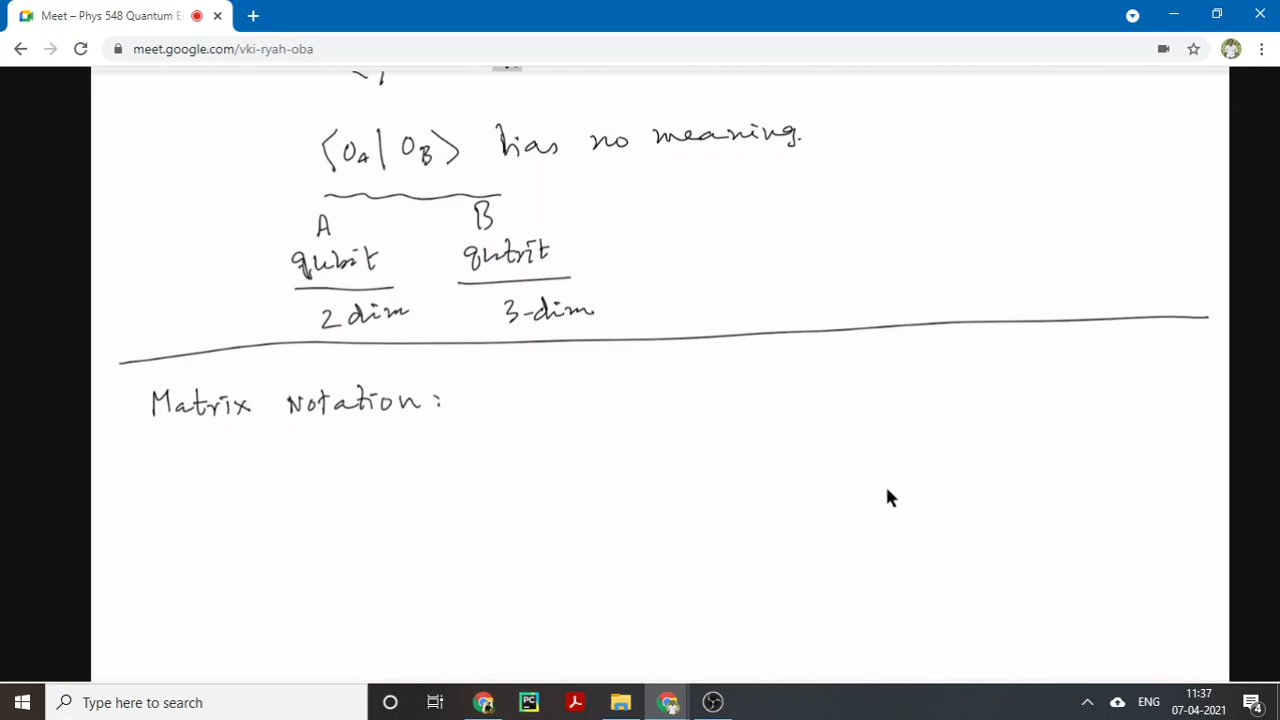 Meet – Phys 548 Quantum E
meet.google.com/vki-ryah-oba
⟨0_A | 0_B⟩ has no meaning.
A B
qubit qutrit
2 dim 3-dim
Matrix Notation:
Type here to search
ENG
11:37
07-04-2021
4